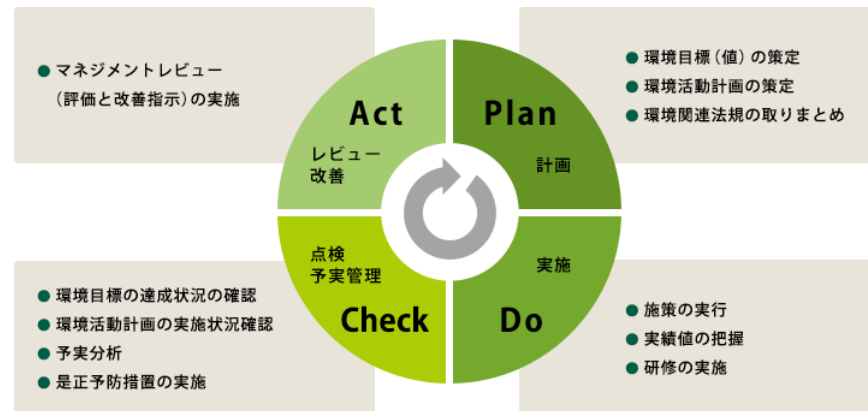 ● マネジメントレビュー
（評価と改善指示）の実施
Act
レビュー
改善
Plan
計画
● 環境目標（値）の策定
● 環境活動計画の策定
● 環境関連法規の取りまとめ
点検
予実管理
Check
● 環境目標の達成状況の確認
● 環境活動計画の実施状況確認
● 予実分析
● 是正予防措置の実施
実施
Do
● 施策の実行
● 実績値の把握
● 研修の実施